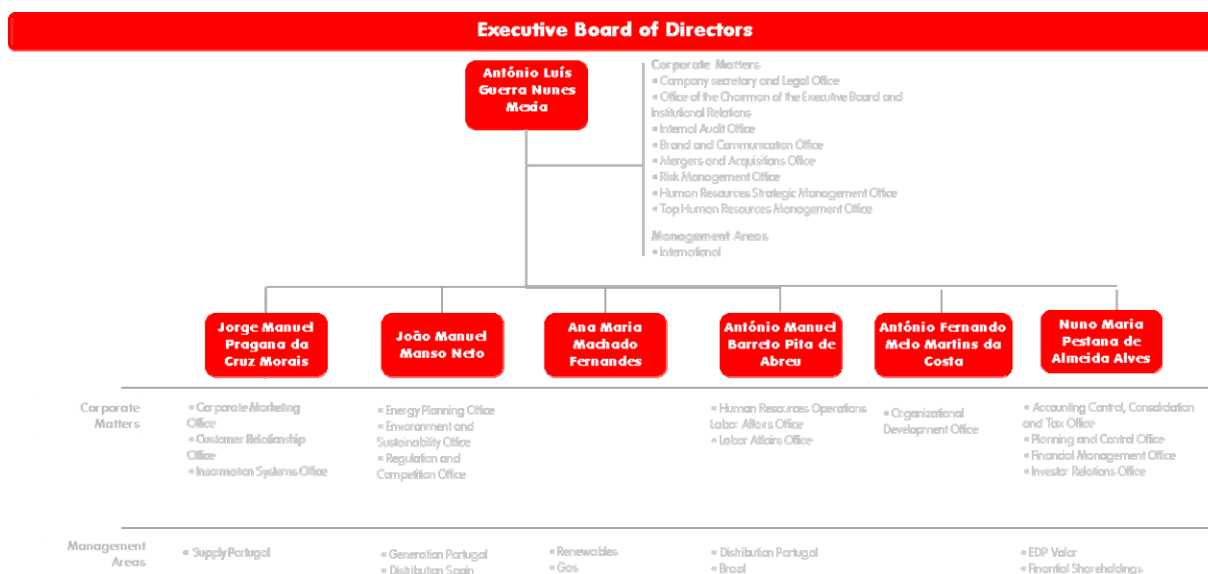 Executive Board of Directors
António Luís
Guerra Nunes
Mexia
Corporate Matters
• Company secretary and Legal Office
• Office of the Chairman of the Executive Board and
Institutional Relations
• Internal Audit Office
• Brand and Communication Office
• Mergers and Acquisitions Office
• Risk Management Office
• Human Resources Strategic Management Office
• Top Human Resources Management Office
Management Areas
• International
Jorge Manuel
Pragana da
Cruz Morais
João Manuel
Manso Neto
Ana Maria
Machado
Fernandes
António Manuel
Barreto Pita de
Abreu
António Fernando
Melo Martins da
Costa
Nuno Maria
Pestana de
Almeida Alves
Corporate
Matters
• Corporate Marketing
Office
• Customer Relationship
Office
• Information Systems Office
• Energy Planning Office
• Environment and
Sustainability Office
• Regulation and
Competition Office
• Human Resources Operations
Labor Affairs Office
• Labor Affairs Office
• Organizational
Development Office
• Accounting Control, Consolidation
and Tax Office
• Planning and Control Office
• Financial Management Office
• Investor Relations Office
Management
Areas
• Supply Portugal
• Generation Portugal
• Distribution Spain
• Renewables
• Gas
• Distribution Portugal
• Brazil
• EDP Valor
• Finantial Shareholdings